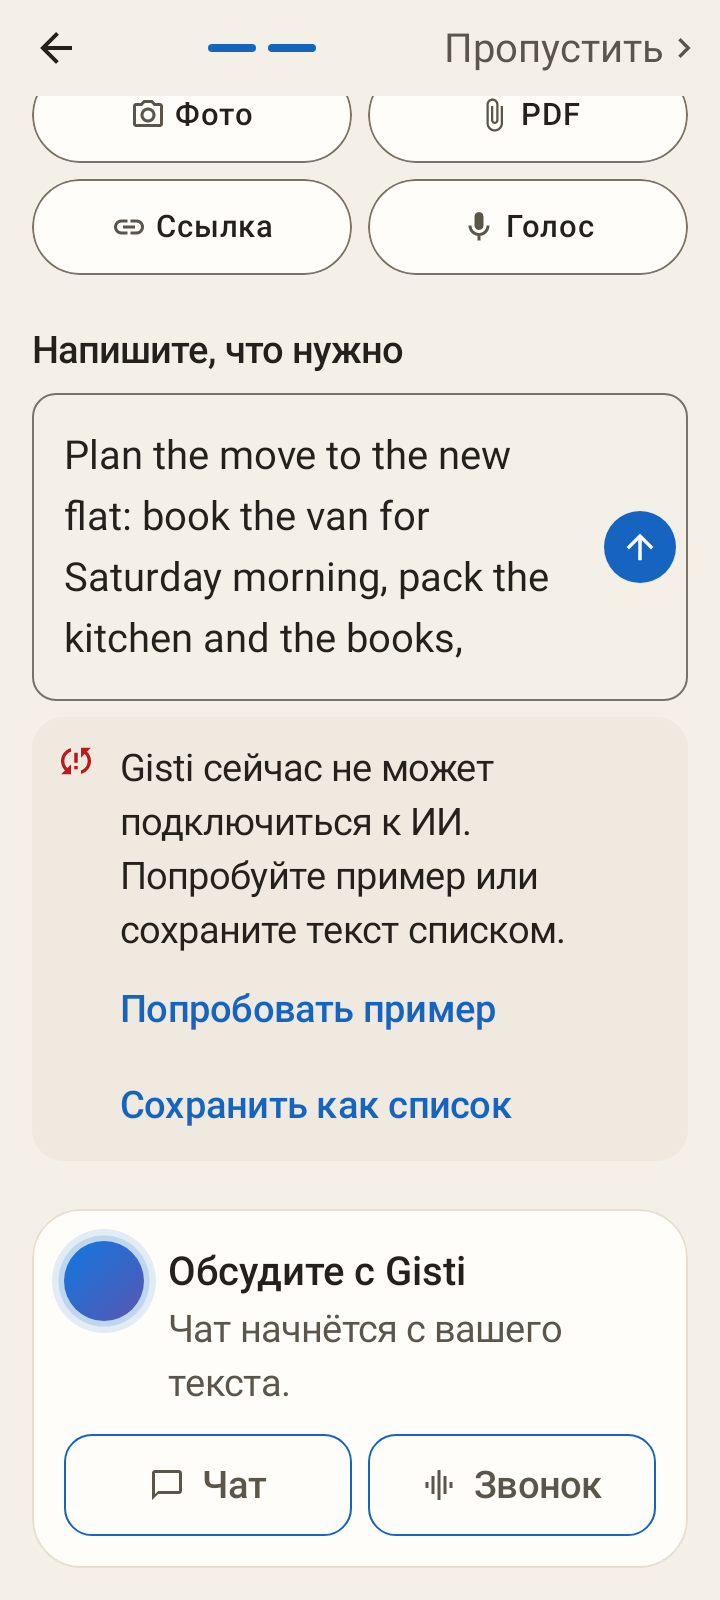 Пропустить
Фото
PDF
Ссылка
Голос
Напишите, что нужно
Plan the move to the new
flat: book the van for
Saturday morning, pack the
kitchen and the books,
Gisti сейчас не может
подключиться к ИИ.
Попробуйте пример или
сохраните текст списком.
Попробовать пример
Сохранить как список
Обсудите с Gisti
Чат начнётся с вашего
текста.
Чат
Звонок